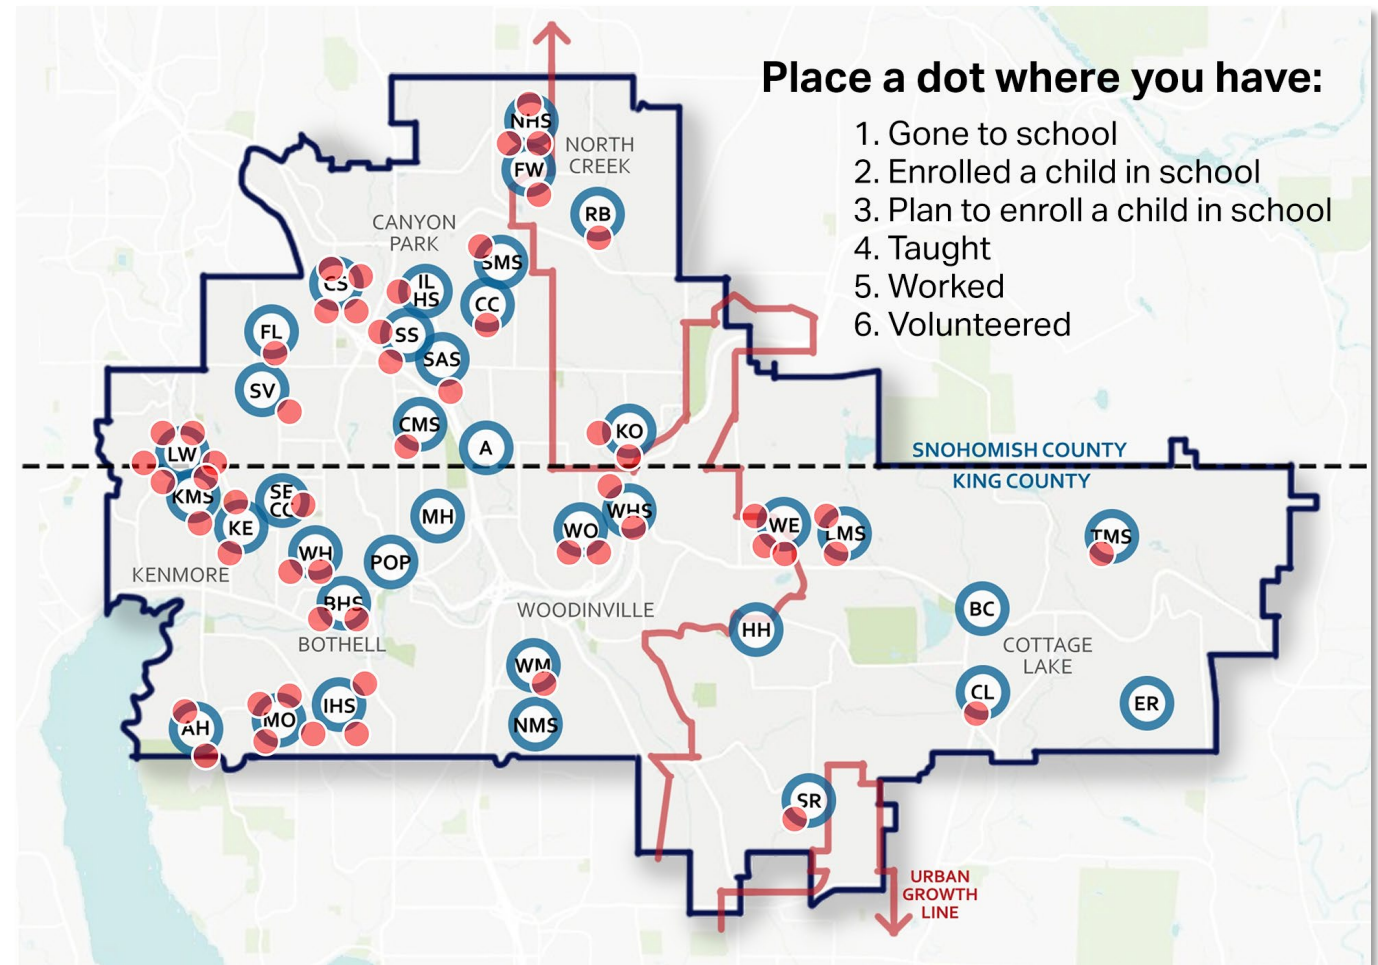 Place a dot where you have:
1. Gone to school
2. Enrolled a child in school
3. Plan to enroll a child in school
4. Taught
5. Worked
6. Volunteered
NHS
NORTH
CREEK
FW
RB
CANYON
PARK
SMS
CS
IL
HS
CC
FL
SS
SAS
SV
CMS
KO
A
LW
SNOHOMISH COUNTY
KING COUNTY
KMS
SE
CC
KE
MH
WO
WHS
WE
LMS
TMS
WH
POP
KENMORE
BHS
BOTHELL
WOODINVILLE
HH
BC
COTTAGE
LAKE
WM
CL
ER
AH
MO
IHS
NMS
SR
URBAN
GROWTH
LINE